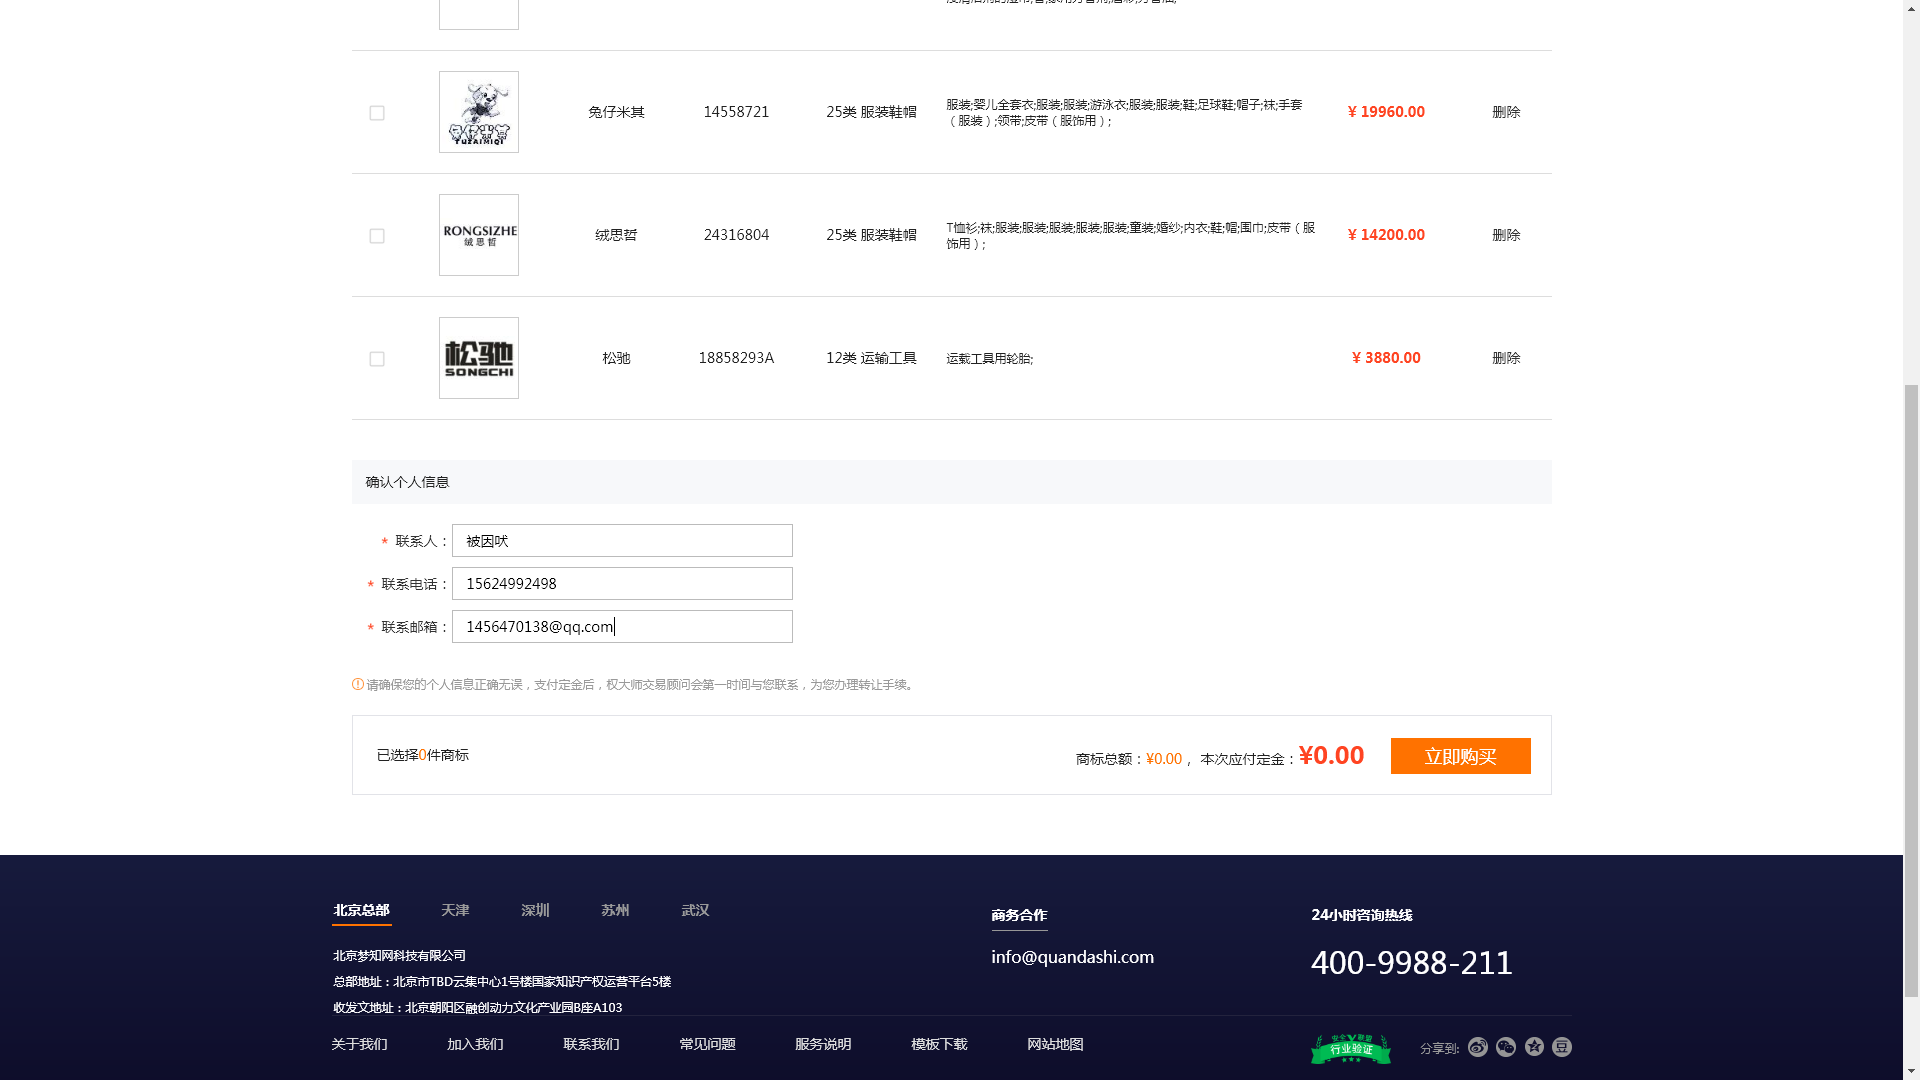 兔仔米其
YUZAIMIQI
兔仔米其 14558721 25类 服装鞋帽 服装;婴儿全套衣;服装;服装;游泳衣;服装;服装;鞋;足球鞋;帽子;袜;手套
（服装）;领带;皮带（服饰用）;
¥ 19960.00 删除
RONGSIZHE
绒思哲
绒思哲 24316804 25类 服装鞋帽 T恤衫;袜;服装;服装;服装;服装;服装;童装;婚纱;内衣;鞋;帽;围巾;皮带（服
饰用）;
¥ 14200.00 删除
松驰
SONGCHI
松驰 18858293A 12类 运输工具 运载工具用轮胎; ¥ 3880.00 删除
确认个人信息
* 联系人： 被因吠
* 联系电话： 15624992498
* 联系邮箱： 1456470138@qq.com
请确保您的个人信息正确无误，支付定金后，权大师交易顾问会第一时间与您联系，为您办理转让手续。
已选择0件商标 商标总额：¥0.00 ，本次应付定金：¥0.00 立即购买
北京总部 天津 深圳 苏州 武汉
北京梦知网科技有限公司
总部地址：北京市TBD云集中心1号楼国家知识产权运营平台5楼
收发文地址：北京朝阳区融创动力文化产业园B座A103
商务合作
info@quandashi.com
24小时咨询热线
400-9988-211
关于我们 加入我们 联系我们 常见问题 服务说明 模板下载 网站地图
安全联盟
行业验证
分享到:
豆